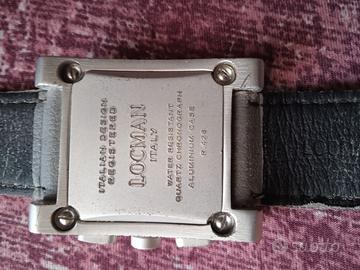 ITALIAN DESIGN
REGISTERED
LOCMAN
ITALY
WATER RESISTANT
QUARTZ CHRONOGRAPH
ALUMINIUM CASE
subito